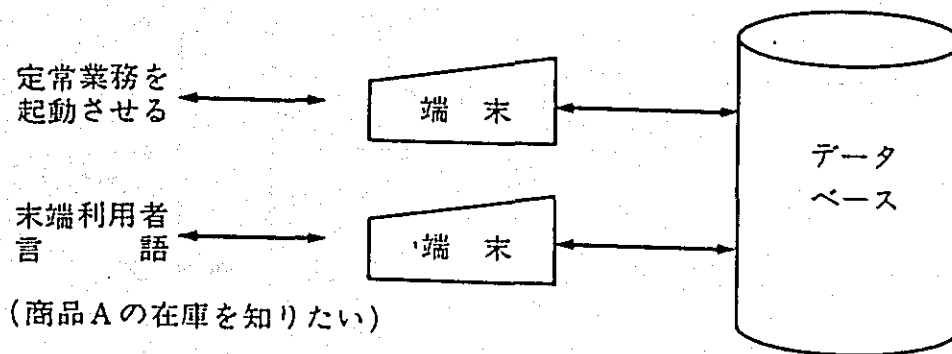 定常業務を
起動させる
端末
データ
ベース
末端利用者
言語
端末
(商品Aの在庫を知りたい)